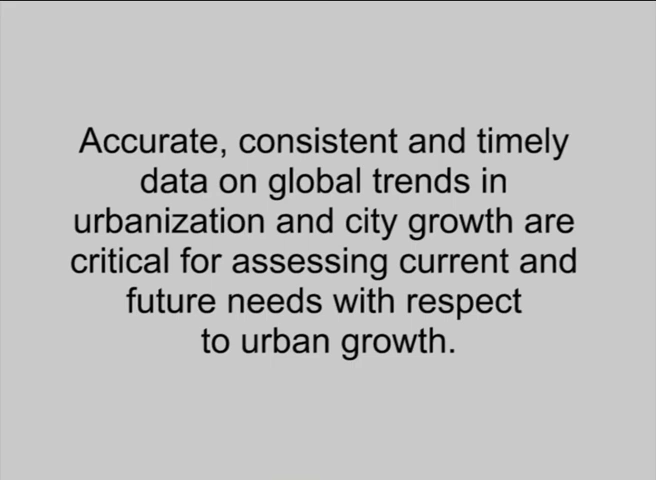 Accurate, consistent and timely
data on global trends in
urbanization and city growth are
critical for assessing current and
future needs with respect
to urban growth.